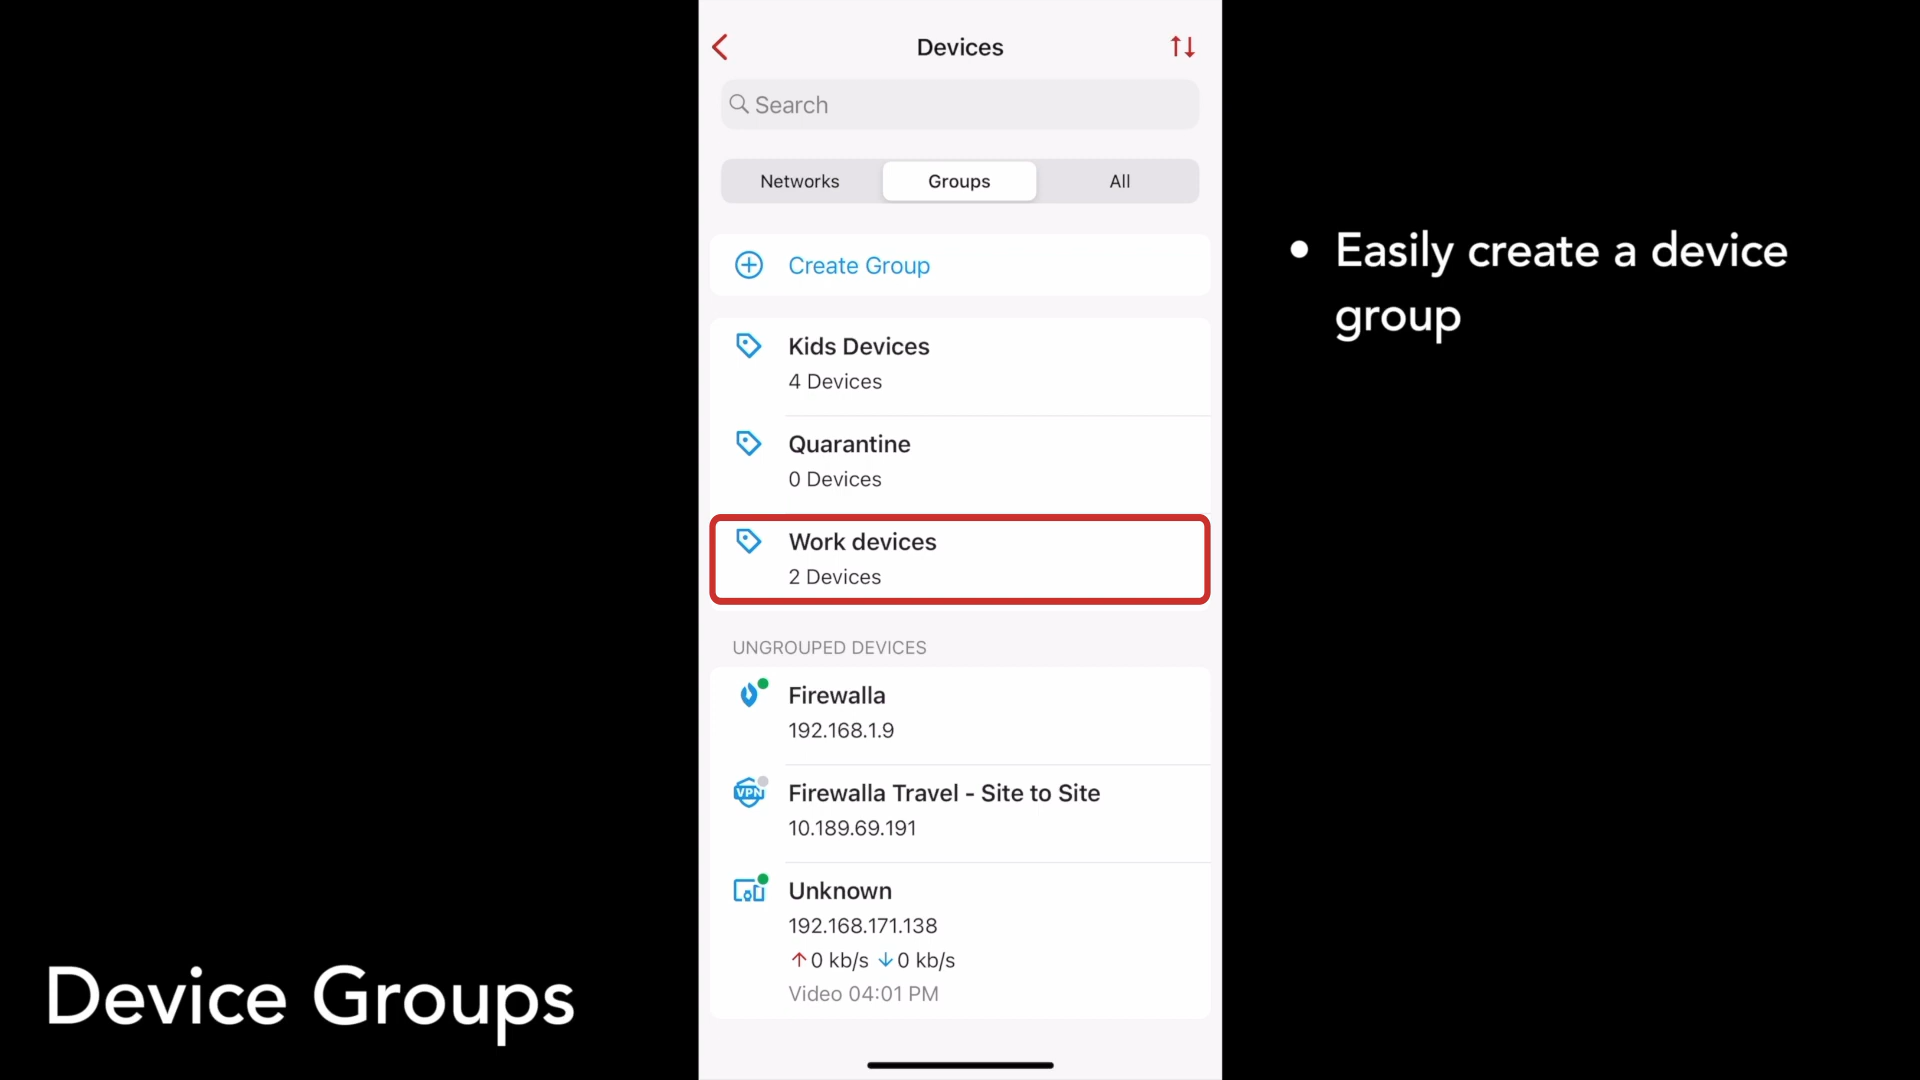 Devices
Search
Networks
Groups
All
Create Group
Kids Devices
4 Devices
Quarantine
0 Devices
Work devices
2 Devices
UNGROUPED DEVICES
Firewalla
192.168.1.9
VPN
Firewalla Travel - Site to Site
10.189.69.191
Unknown
192.168.171.138
↑0 kb/s ↓0 kb/s
Video 04:01 PM
• Easily create a device
group
Device Groups